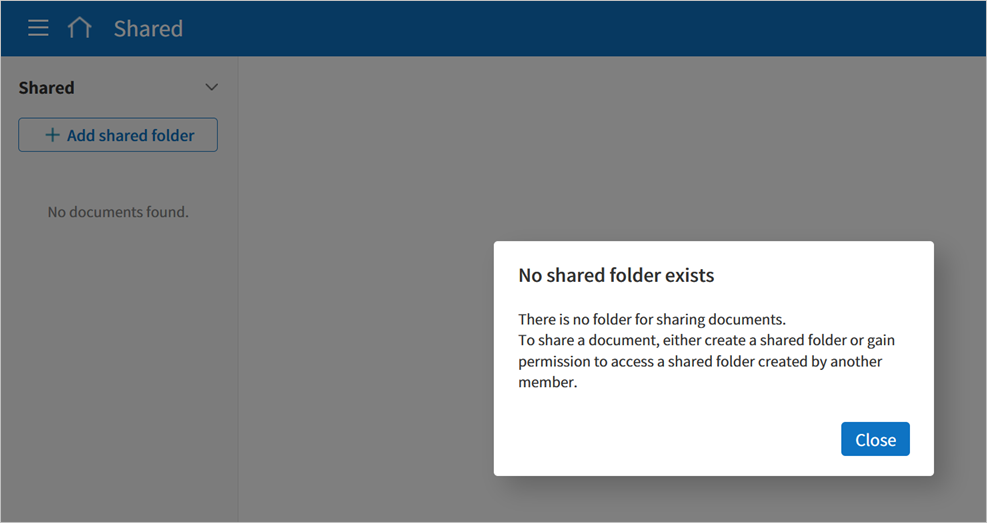 Shared
Shared
Add shared folder
No documents found.
No shared folder exists
There is no folder for sharing documents.
To share a document, either create a shared folder or gain
permission to access a shared folder created by another
member.
Close